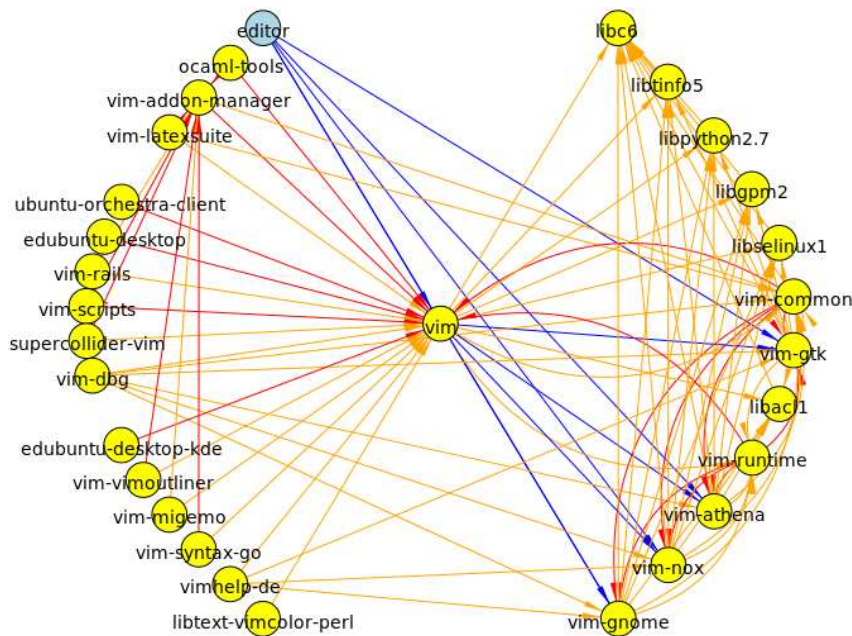 editor
ocaml-tools
vim-addon-manager
vim-latexsuite
ubuntu-orchestra-client
edubuntu-desktop
vim-rails
vim-scripts
supercollider-vim
vim-dbg
edubuntu-desktop-kde
vim-vimoutliner
vim-migemo
vim-syntax-go
vimhelp-de
libtext-vimcolor-perl
vim
libc6
libtinfo5
libpython2.7
libgpm2
libselinux1
vim-common
vim-gtk
libacl1
vim-runtime
vim-athena
vim-nox
vim-gnome